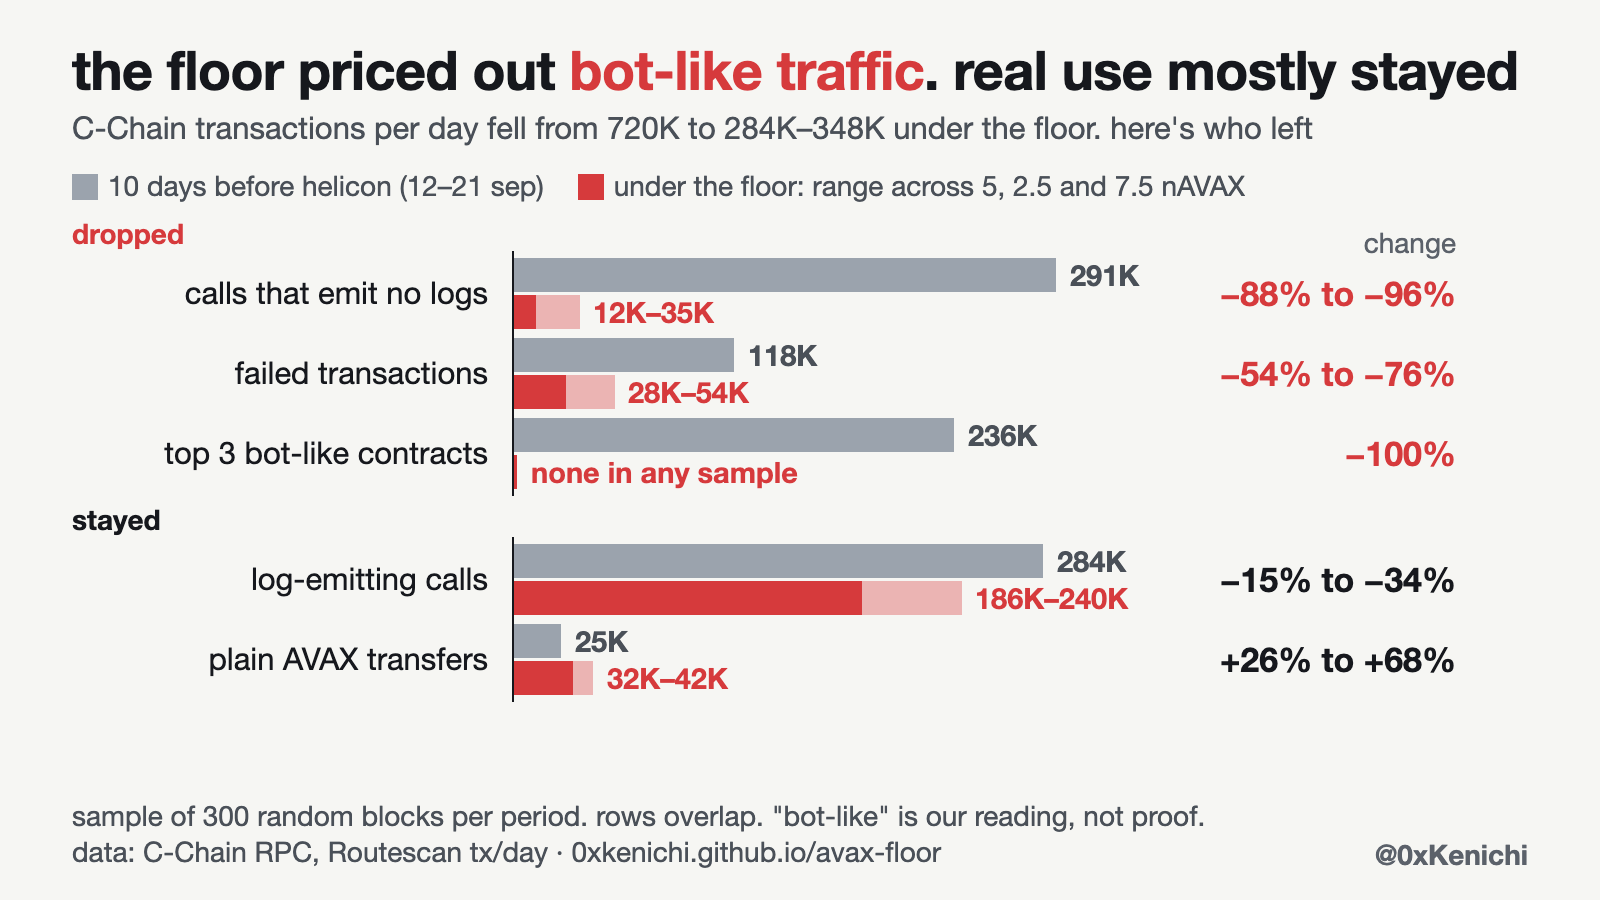 the floor priced out bot-like traffic. real use mostly stayed
C-Chain transactions per day fell from 720K to 284K–348K under the floor. here's who left
10 days before helicon (12–21 sep) under the floor: range across 5, 2.5 and 7.5 nAVAX
dropped
change
calls that emit no logs 291K −88% to −96%
12K–35K
failed transactions 118K −54% to −76%
28K–54K
top 3 bot-like contracts 236K −100%
none in any sample
stayed
log-emitting calls 284K −15% to −34%
186K–240K
plain AVAX transfers 25K +26% to +68%
32K–42K
sample of 300 random blocks per period. rows overlap. "bot-like" is our reading, not proof.
data: C-Chain RPC, Routescan tx/day · 0xkenichi.github.io/avax-floor
@0xKenichi